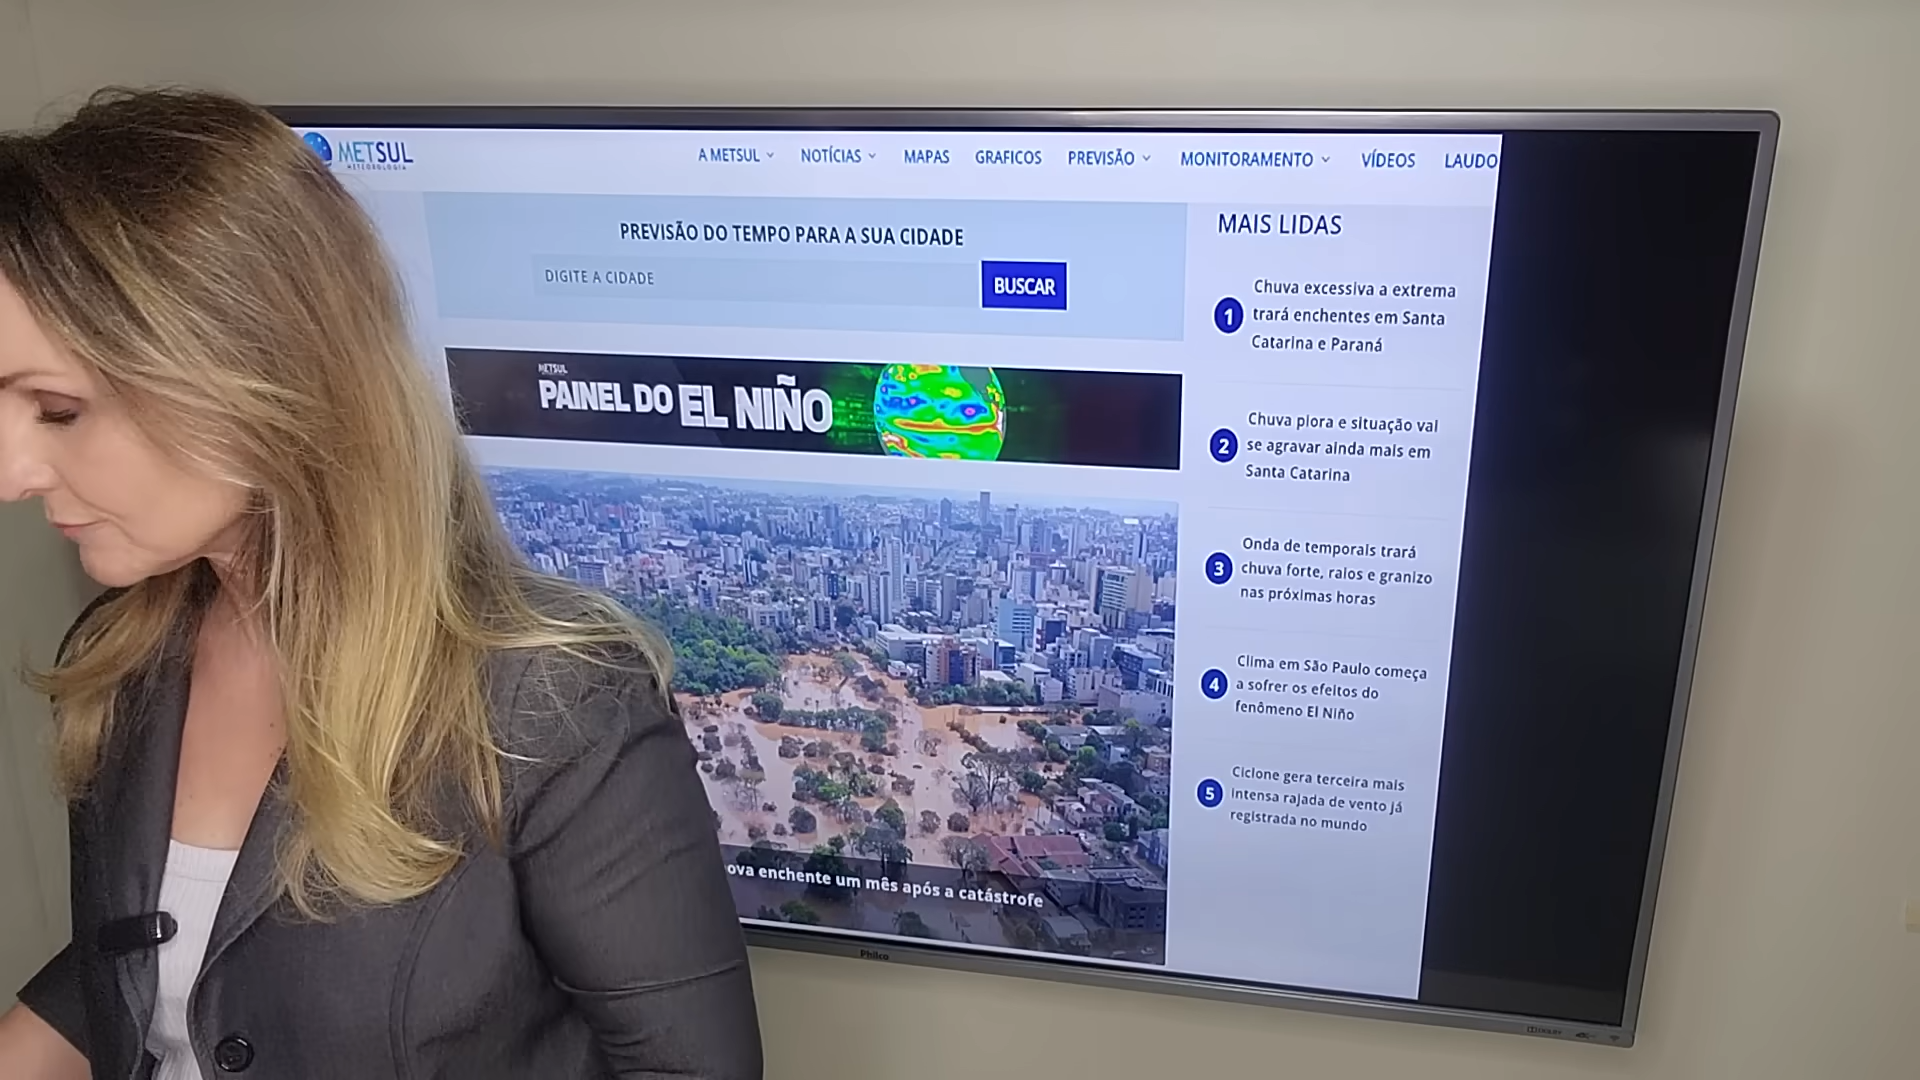 METSUL
METEOROLOGIA
A METSUL
NOTÍCIAS
MAPAS
GRAFICOS
PREVISÃO
MONITORAMENTO
VÍDEOS
LAUDO
PREVISÃO DO TEMPO PARA A SUA CIDADE
DIGITE A CIDADE
BUSCAR
METSUL
PAINEL DO EL NIÑO
ova enchente um mês após a catástrofe
MAIS LIDAS
1
Chuva excessiva a extrema
trará enchentes em Santa
Catarina e Paraná
2
Chuva piora e situação vai
se agravar ainda mais em
Santa Catarina
3
Onda de temporais trará
chuva forte, raios e granizo
nas próximas horas
4
Clima em São Paulo começa
a sofrer os efeitos do
fenômeno El Niño
5
Ciclone gera terceira mais
intensa rajada de vento já
registrada no mundo
Philco